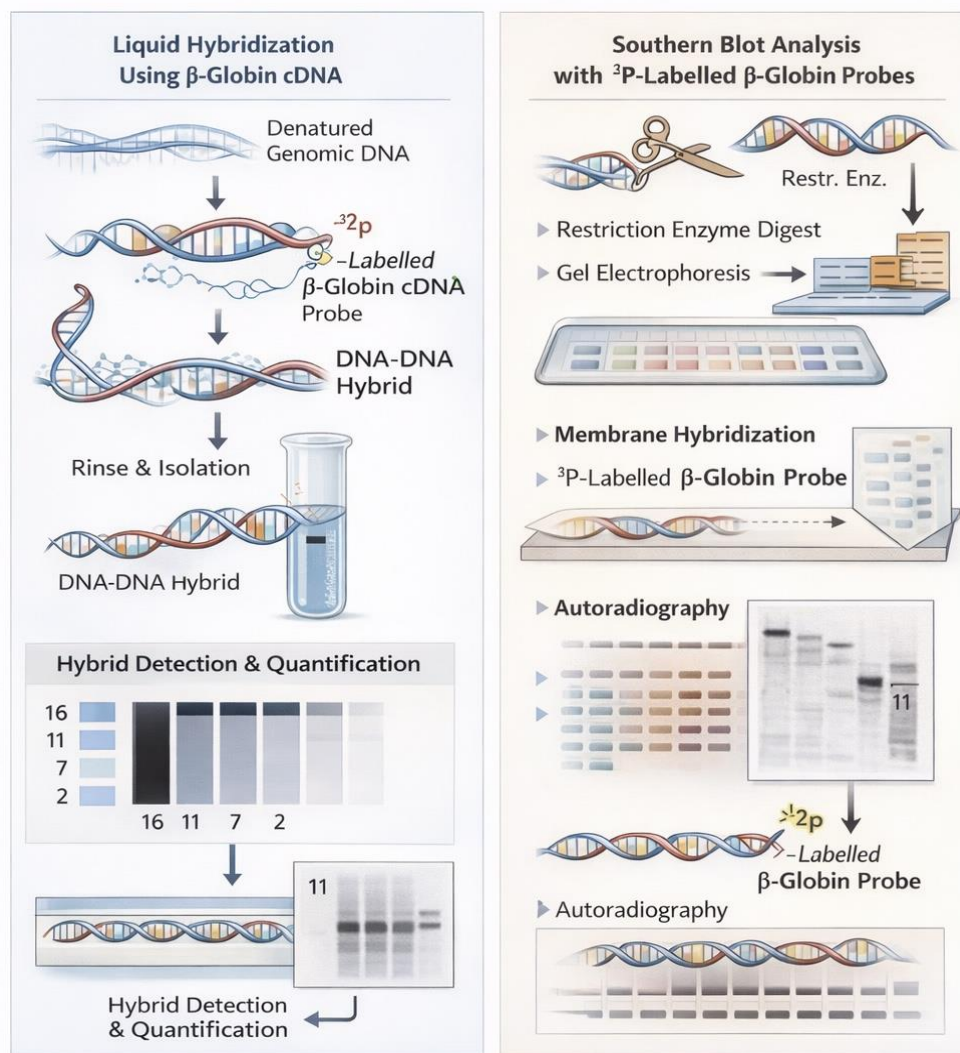 Liquid Hybridization
Using β-Globin cDNA
Denatured
Genomic DNA
-³2p
–Labelled
β-Globin cDNA
Probe
DNA-DNA
Hybrid
Rinse & Isolation
DNA-DNA Hybrid
Hybrid Detection & Quantification
16
11
7
2
16 11 7 2
11
Hybrid Detection
& Quantification
Southern Blot Analysis
with ³P-Labelled β-Globin Probes
Restr. Enz.
Restriction Enzyme Digest
Gel Electrophoresis
Membrane Hybridization
³P-Labelled β-Globin Probe
Autoradiography
11
2p
–Labelled
β-Globin Probe
Autoradiography